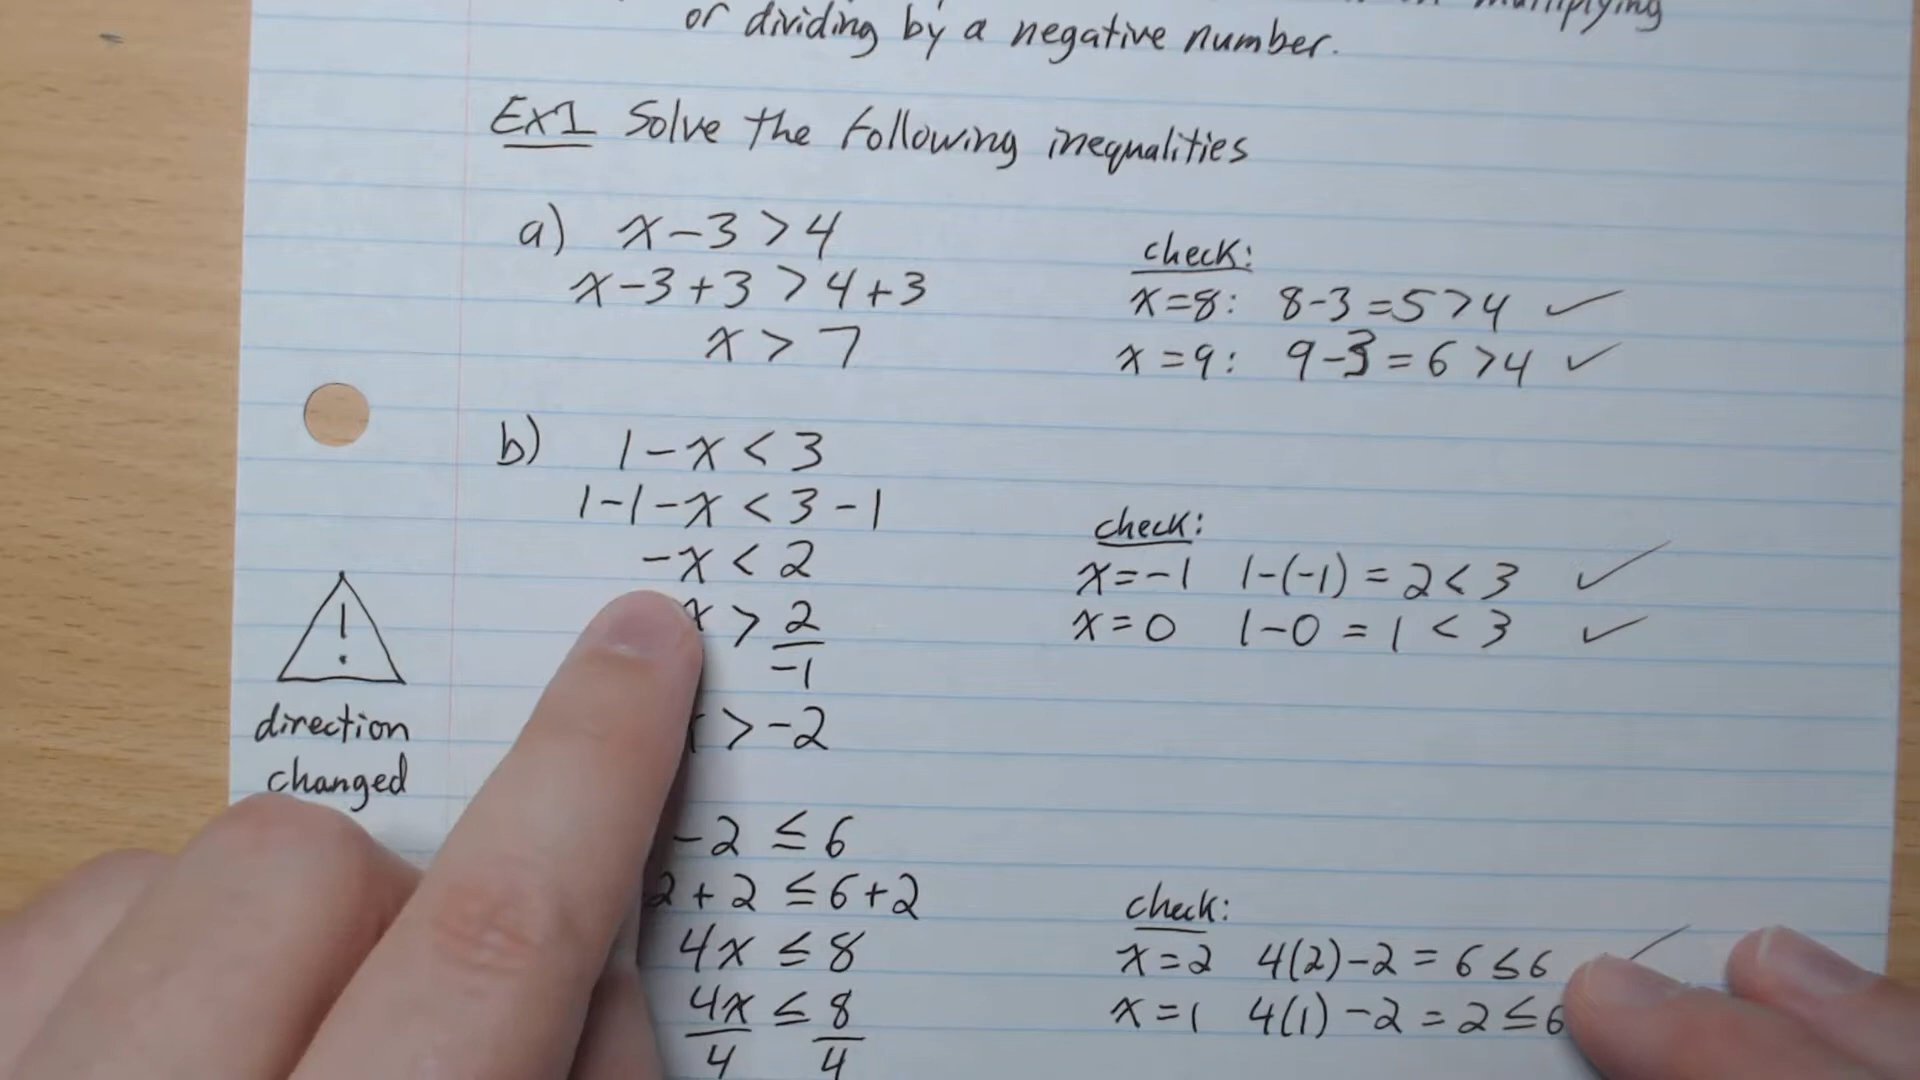 multiplying
or dividing by a negative number.
Ex1 Solve the following inequalities
a) x-3>4
x-3+3>4+3
x>7
check:
x=8: 8-3=5>4 ✓
x=9: 9-3=6>4 ✓
b) 1-x<3
1-1-x<3-1
-x<2
x>2/-1
x>-2
!
direction
changed
check:
x=-1 1-(-1)=2<3 ✓
x=0 1-0=1<3 ✓
-2≤6
2+2≤6+2
4x≤8
4x/4≤8/4
check:
x=2 4(2)-2=6≤6 ✓
x=1 4(1)-2=2≤6